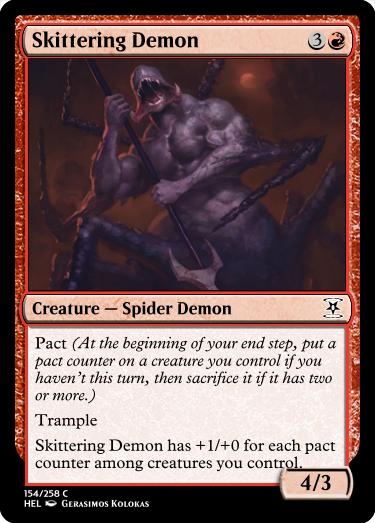 Skittering Demon 3
Creature — Spider Demon
Pact (At the beginning of your end step, put a
pact counter on a creature you control if you
haven't this turn, then sacrifice it if it has two
or more.)
Trample
Skittering Demon has +1/+0 for each pact
counter among creatures you control.
4/3
154/258 C
HEL GERASIMOS KOLOKAS